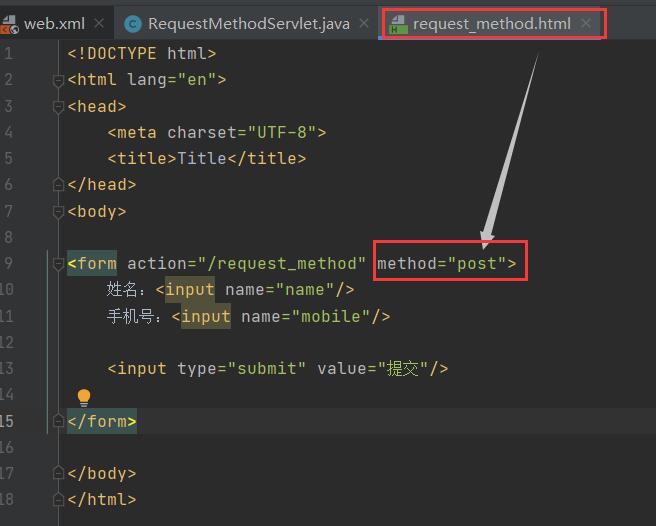 web.xml RequestMethodServlet.java request_method.html
1 <!DOCTYPE html>
2 <html lang="en">
3 <head>
4 <meta charset="UTF-8">
5 <title>Title</title>
6 </head>
7 <body>
8
9 <form action="/request_method" method="post">
10 姓名：<input name="name"/>
11 手机号：<input name="mobile"/>
12
13 <input type="submit" value="提交"/>
14
15 </form>
16
17 </body>
18 </html>